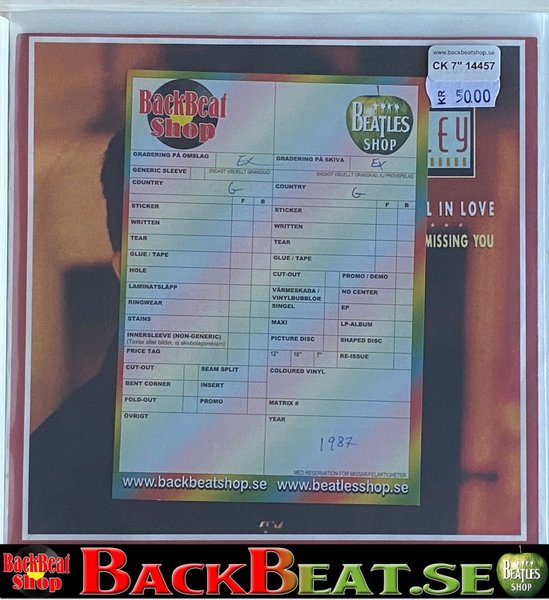 www.backbeatshop.se
CK 7" 14457
KR 50.00
LEY
L IN LOVE
MISSING YOU
BackBeat
Shop
BEATLES
SHOP
GRADERING PÅ OMSLAG Ex
GRADERING PÅ SKIVA Ex
GENERIC SLEEVE
ENDAST VISUELLT GRANSKAD
ENDAST VISUELLT GRANSKAD, EJ PROVSPELAD
COUNTRY G
COUNTRY G
F B
F B
STICKER
STICKER
WRITTEN
WRITTEN
TEAR
TEAR
GLUE / TAPE
GLUE / TAPE
HOLE
CUT-OUT
PROMO / DEMO
LAMINATSLÄPP
VÄRMESKADA /
VINYLBUBBLOR
NO CENTER
RINGWEAR
SINGEL
EP
STAINS
MAXI
LP-ALBUM
INNERSLEEVE (NON-GENERIC)
(Texter eller bilder, ej skivbolagsreklam)
PICTURE DISC
SHAPED DISC
PRICE TAG
12" 10" 7"
RE-ISSUE
CUT-OUT
SEAM SPLIT
COLOURED VINYL
BENT CORNER
INSERT
FOLD-OUT
PROMO
MATRIX #
ÖVRIGT
YEAR
1987
MED RESERVATION FÖR MISSAR/FELAKTIGHETER
www.backbeatshop.se www.beatlesshop.se
BackBeat
Shop
BACKBEAT.SE
BEATLES
SHOP